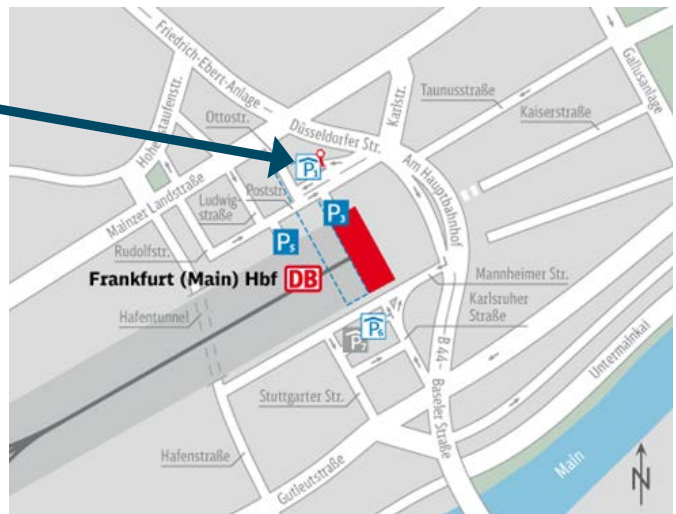 Friedrich-Ebert-Anlage
Hohenstaufenstr.
Ottostr.
Düsseldorfer Str.
Karlstr.
Taunusstraße
Kaiserstraße
Gallusanlage
Am Hauptbahnhof
Mainzer Landstraße
Ludwig-
straße
Poststr.
P1
P3
P5
Rudolfstr.
Frankfurt (Main) Hbf DB
Mannheimer Str.
Karlsruher
Straße
Hafentunnel
P6
P7
Stuttgarter Str.
B 44 - Baseler Straße
Untermainkai
Hafenstraße
Gutleutstraße
Main
N